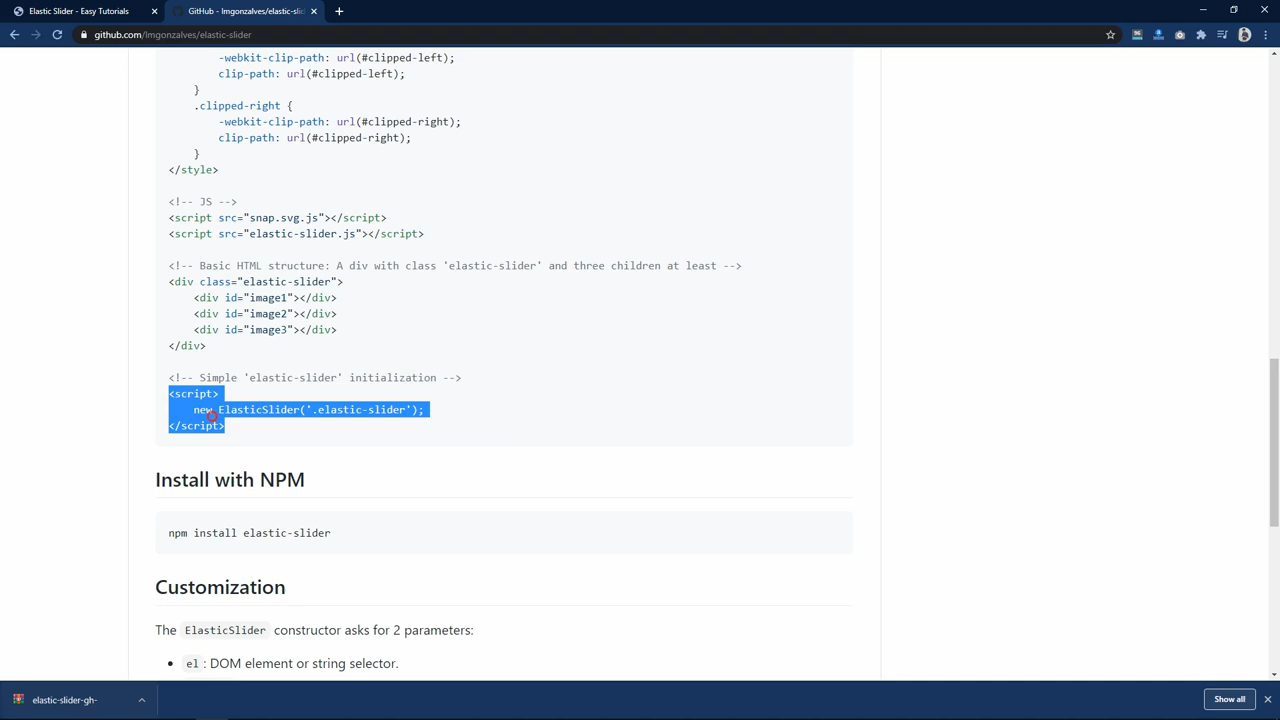 Elastic Slider - Easy Tutorials
GitHub - lmgonzalves/elastic-slid
github.com/lmgonzalves/elastic-slider
-webkit-clip-path: url(#clipped-left);
clip-path: url(#clipped-left);
}
.clipped-right {
-webkit-clip-path: url(#clipped-right);
clip-path: url(#clipped-right);
}
</style>
<!-- JS -->
<script src="snap.svg.js"></script>
<script src="elastic-slider.js"></script>
<!-- Basic HTML structure: A div with class 'elastic-slider' and three children at least -->
<div class="elastic-slider">
<div id="image1"></div>
<div id="image2"></div>
<div id="image3"></div>
</div>
<!-- Simple 'elastic-slider' initialization -->
<script>
new ElasticSlider('.elastic-slider');
</script>
Install with NPM
npm install elastic-slider
Customization
The ElasticSlider constructor asks for 2 parameters:
• el : DOM element or string selector.
elastic-slider-gh-
Show all